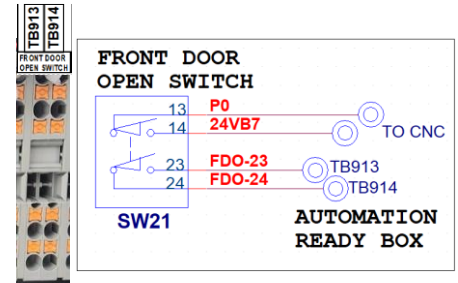 TB913
TB914
FRONT DOOR
OPEN SWITCH
FRONT DOOR
OPEN SWITCH
13 P0
14 24VB7
TO CNC
23 FDO-23
TB913
24 FDO-24
TB914
SW21
AUTOMATION
READY BOX